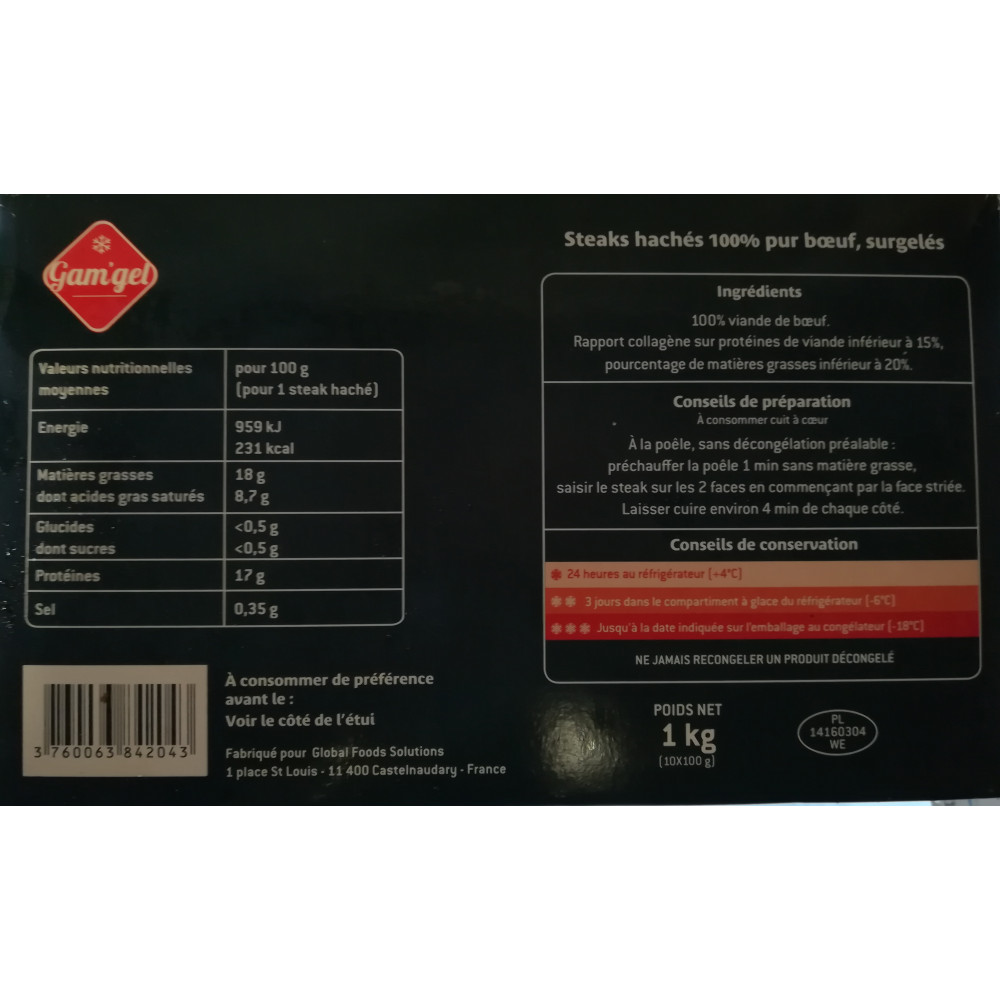 Gam'gel
Valeurs nutritionnelles
moyennes
pour 100 g
(pour 1 steak haché)
Energie
959 kJ
231 kcal
Matières grasses
dont acides gras saturés
18 g
8,7 g
Glucides
dont sucres
<0,5 g
<0,5 g
Protéines
17 g
Sel
0,35 g
3 760063 842043
À consommer de préférence
avant le :
Voir le côté de l'étui
Fabriqué pour Global Foods Solutions
1 place St Louis - 11 400 Castelnaudary - France
Steaks hachés 100% pur bœuf, surgelés
Ingrédients
100% viande de bœuf.
Rapport collagène sur protéines de viande inférieur à 15%,
pourcentage de matières grasses inférieur à 20%.
Conseils de préparation
À consommer cuit à cœur
À la poêle, sans décongélation préalable :
préchauffer la poêle 1 min sans matière grasse,
saisir le steak sur les 2 faces en commençant par la face striée.
Laisser cuire environ 4 min de chaque côté.
Conseils de conservation
24 heures au réfrigérateur (+4°C)
3 jours dans le compartiment à glace du réfrigérateur (-6°C)
Jusqu'à la date indiquée sur l'emballage au congélateur (-18°C)
NE JAMAIS RECONGELER UN PRODUIT DÉCONGELÉ
POIDS NET
1 kg
(10X100 g)
PL
14160304
WE